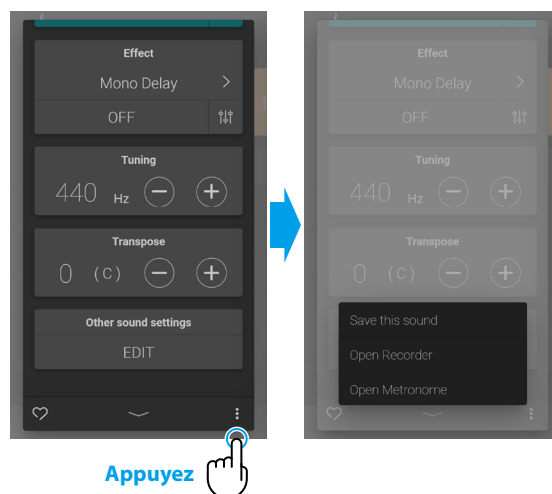 Effect
Mono Delay
OFF
Tuning
440 Hz
Transpose
0 (C)
Other sound settings
EDIT
Appuyez
Effect
Mono Delay
OFF
Tuning
440 Hz
Transpose
0 (C)
Save this sound
Open Recorder
Open Metronome